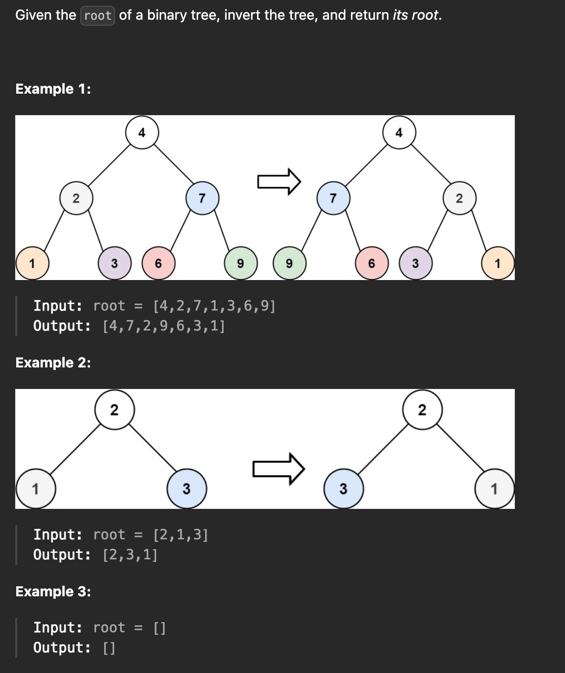 Given the root of a binary tree, invert the tree, and return its root.
Example 1:
4 4
2 7 7 2
1 3 6 9 9 6 3 1
Input: root = [4,2,7,1,3,6,9]
Output: [4,7,2,9,6,3,1]
Example 2:
2 2
1 3 3 1
Input: root = [2,1,3]
Output: [2,3,1]
Example 3:
Input: root = []
Output: []